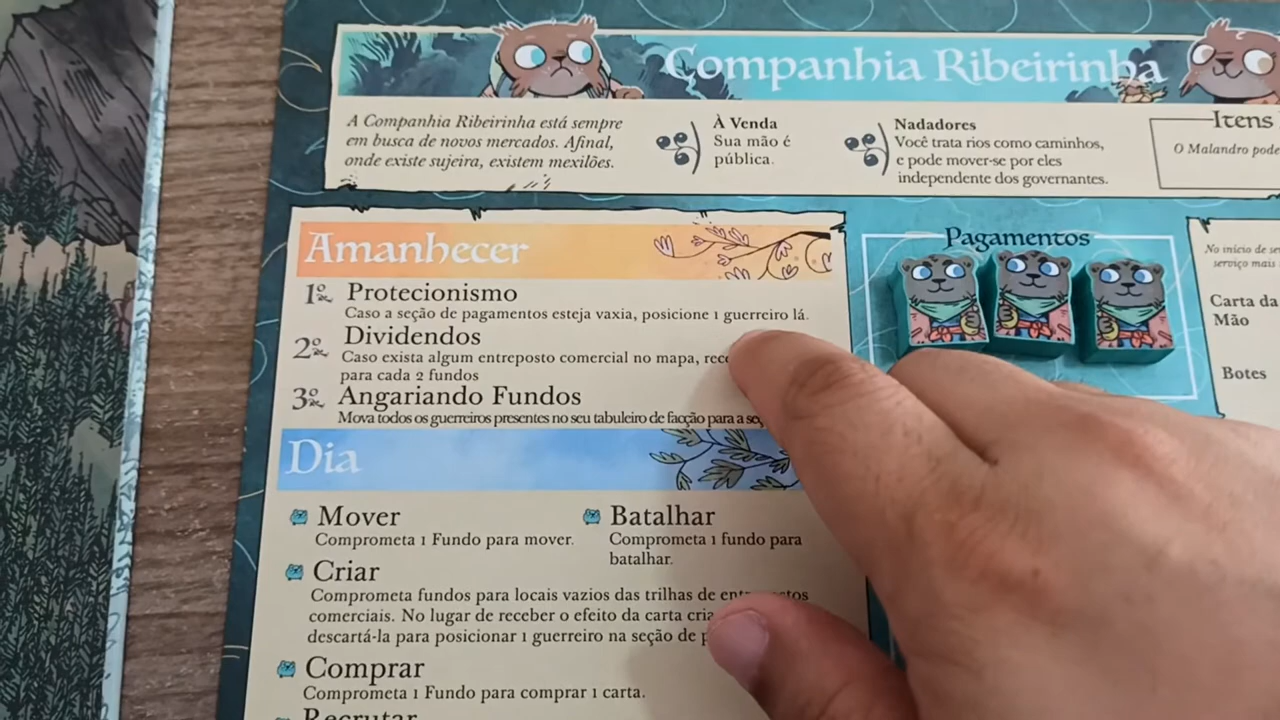 Companhia Ribeirinha
A Companhia Ribeirinha está sempre
em busca de novos mercados. Afinal,
onde existe sujeira, existem mexilões.
À Venda
Sua mão é
pública.
Nadadores
Você trata rios como caminhos,
e pode mover-se por eles
independente dos governantes.
Itens
O Malandro pode
Amanhecer
1º Protecionismo
Caso a seção de pagamentos esteja vaxia, posicione 1 guerreiro lá.
2º Dividendos
Caso exista algum entreposto comercial no mapa,
para cada 2 fundos
3º Angariando Fundos
Mova todos os guerreiros presentes no seu tabuleiro de facção para a
Dia
Mover
Comprometa 1 Fundo para mover.
Batalhar
Comprometa 1 fundo para
batalhar.
Criar
Comprometa fundos para locais vazios das trilhas de
comerciais. No lugar de receber o efeito da carta
descartá-la para posicionar 1 guerreiro na seção de
Comprar
Comprometa 1 Fundo para comprar 1 carta.
Recrutar
Pagamentos
No início de
serviço mais
Carta da
Mão
Botes